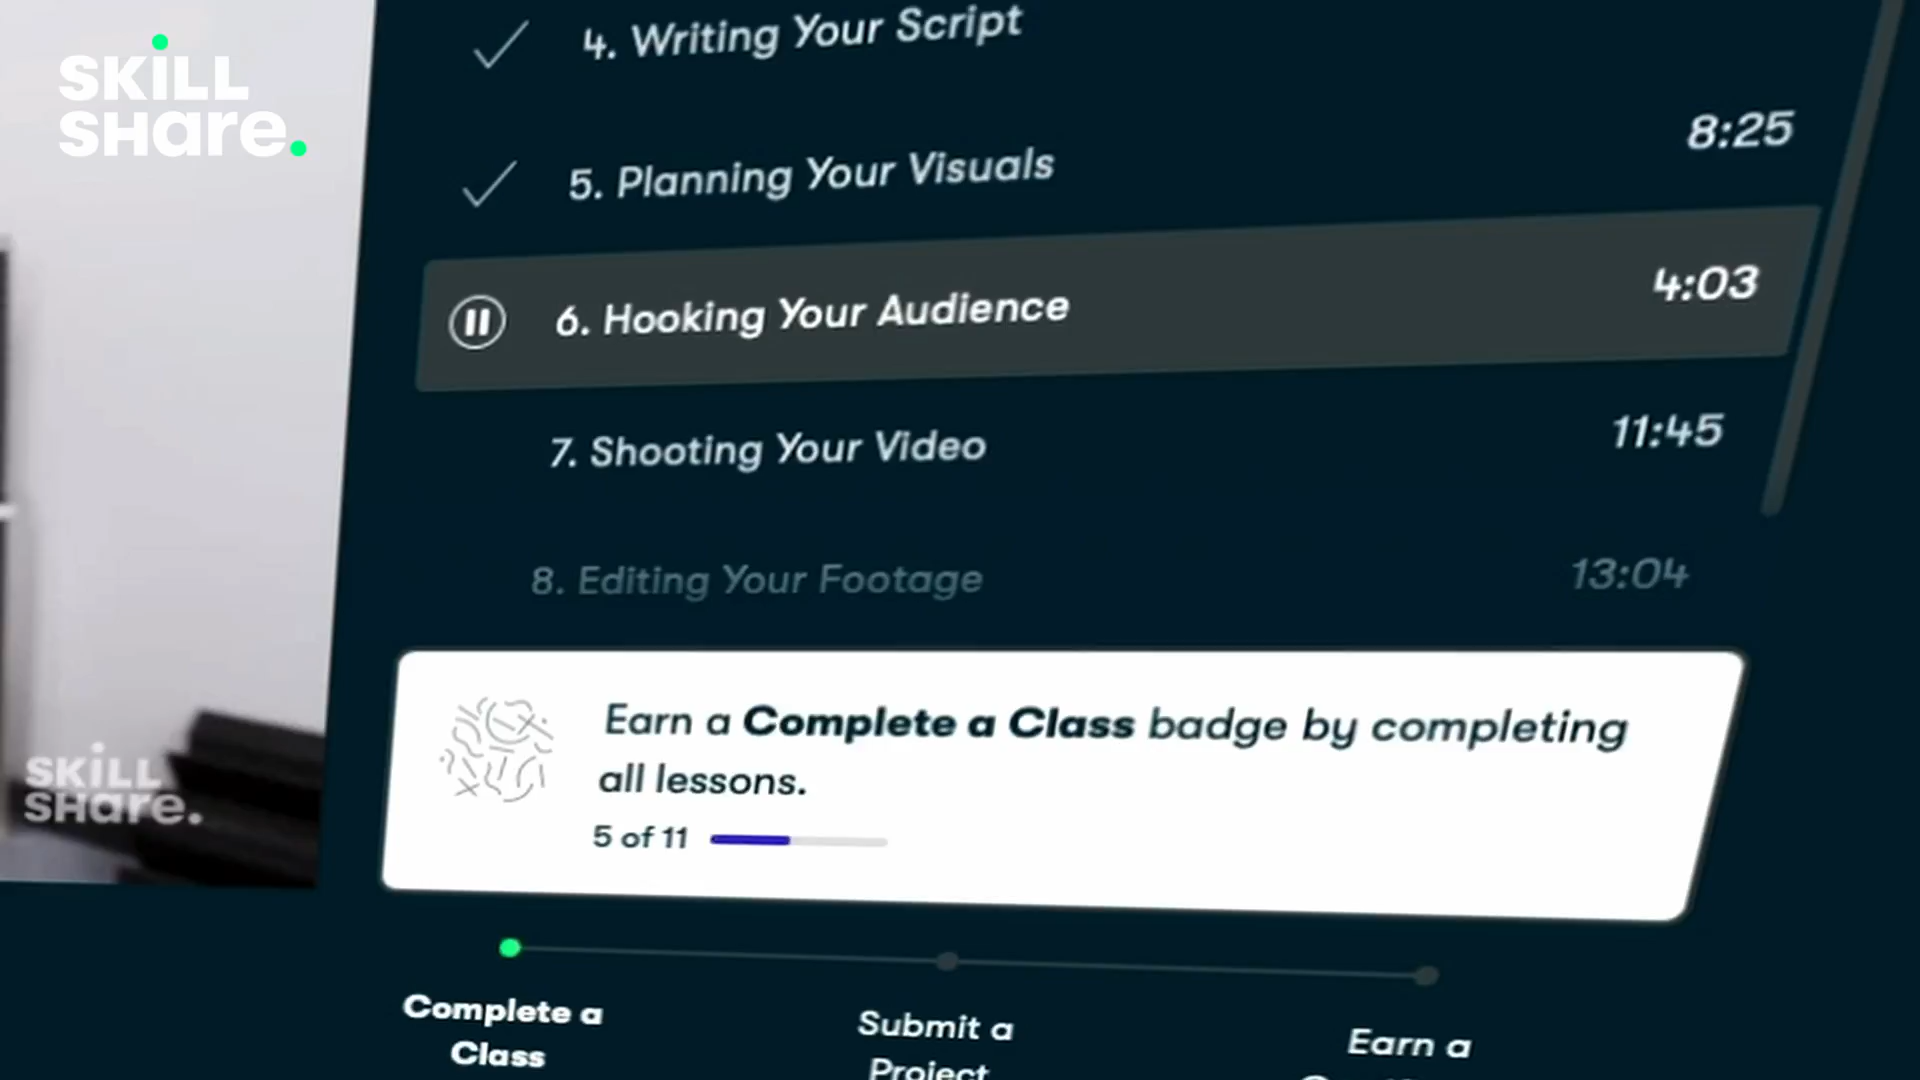 SKiLL
SHare.
4. Writing Your Script
5. Planning Your Visuals
8:25
6. Hooking Your Audience
4:03
7. Shooting Your Video
11:45
8. Editing Your Footage
13:04
Earn a Complete a Class badge by completing
all lessons.
5 of 11
Complete a
Class
Submit a
Project
Earn a
SKiLL
SHare.